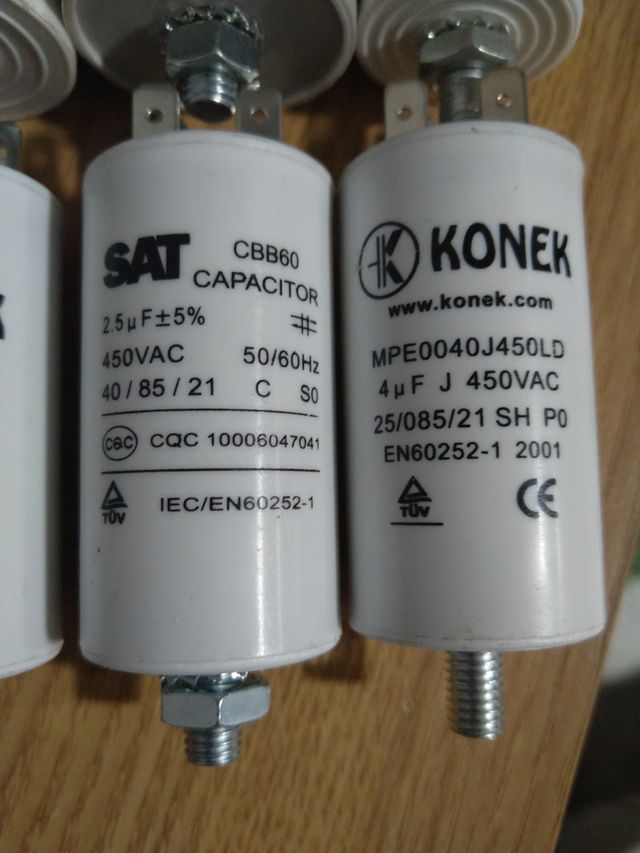 SAT
CBB60
CAPACITOR
2.5µF±5%
450VAC 50/60Hz
40/85/21 C S0
CQC CQC 10006047041
TÜV IEC/EN60252-1
KONEK
www.konek.com
MPE0040J450LD
4µF J 450VAC
25/085/21 SH P0
EN60252-1 2001
TÜV CE